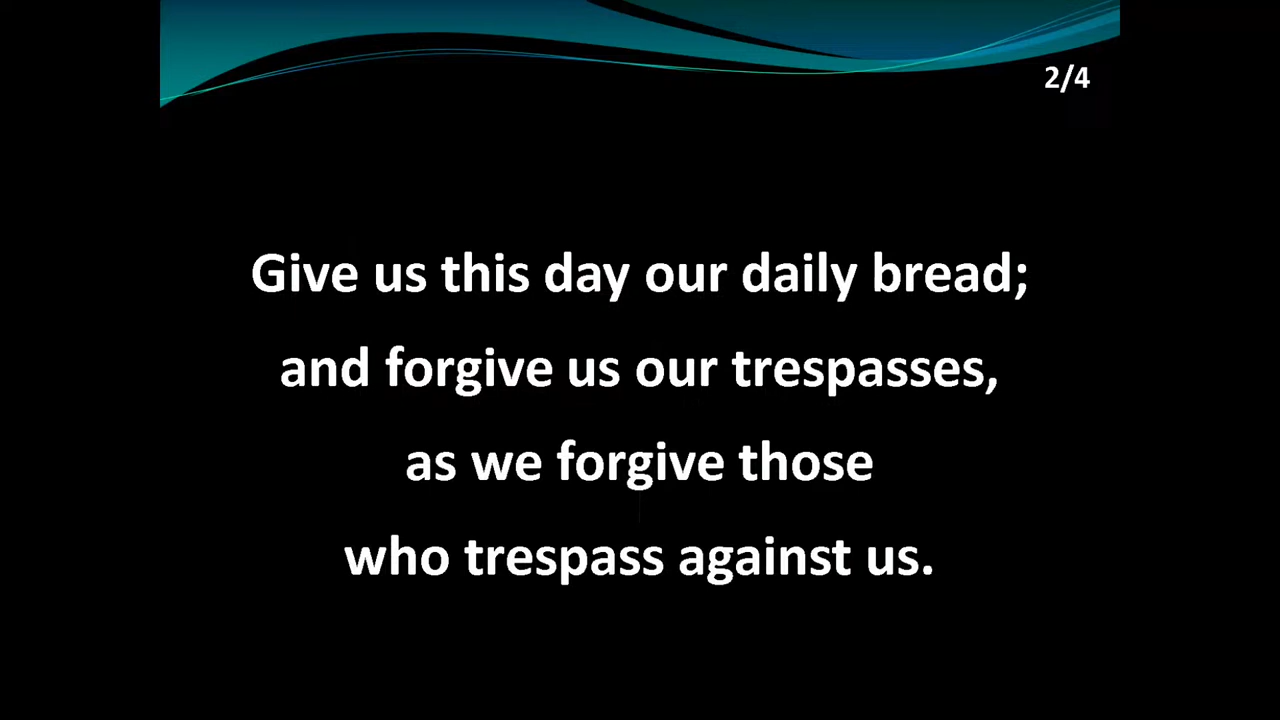 2/4
Give us this day our daily bread;
and forgive us our trespasses,
as we forgive those
who trespass against us.